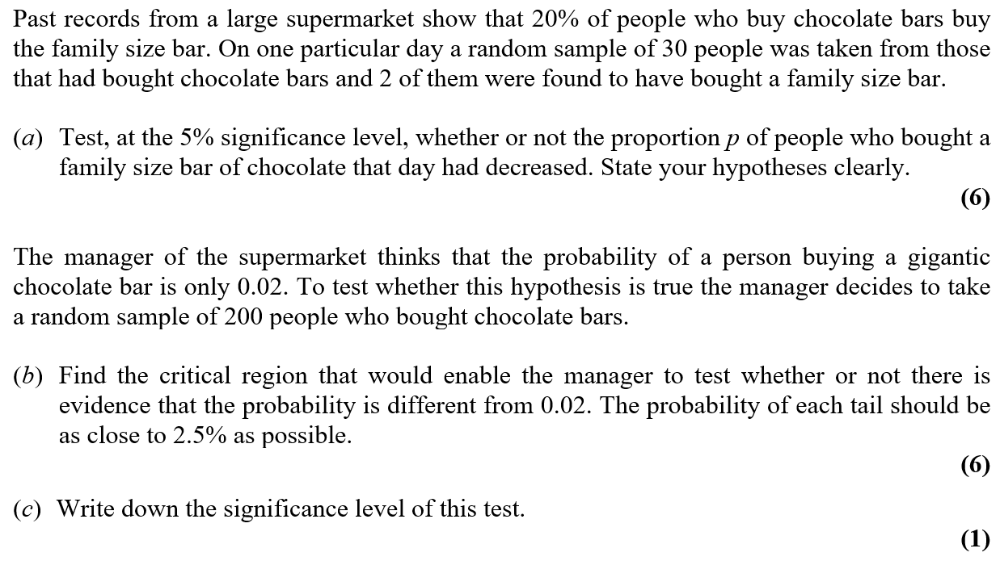 Past records from a large supermarket show that 20% of people who buy chocolate bars buy
the family size bar. On one particular day a random sample of 30 people was taken from those
that had bought chocolate bars and 2 of them were found to have bought a family size bar.
(a) Test, at the 5% significance level, whether or not the proportion p of people who bought a
family size bar of chocolate that day had decreased. State your hypotheses clearly.
(6)
The manager of the supermarket thinks that the probability of a person buying a gigantic
chocolate bar is only 0.02. To test whether this hypothesis is true the manager decides to take
a random sample of 200 people who bought chocolate bars.
(b) Find the critical region that would enable the manager to test whether or not there is
evidence that the probability is different from 0.02. The probability of each tail should be
as close to 2.5% as possible.
(6)
(c) Write down the significance level of this test.
(1)